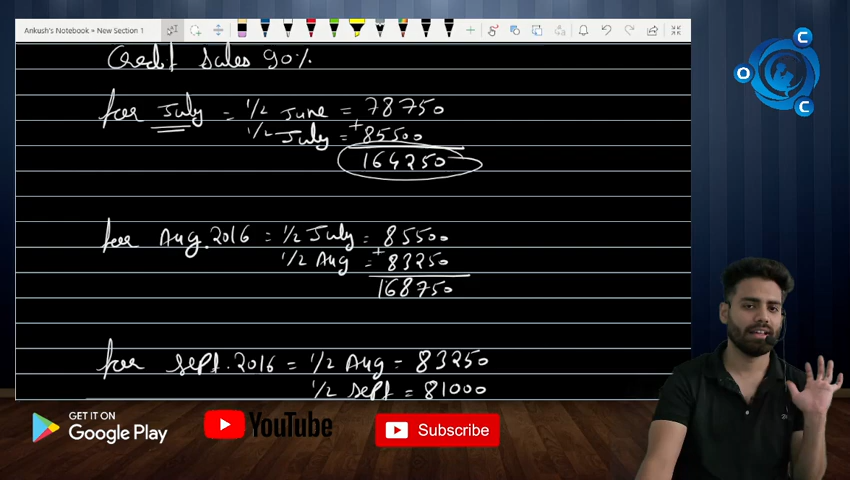 Ankush's Notebook » New Section 1
Credit Sales 90%
for July = 1/2 June = 78750
1/2 July = +85500
164250
for Aug. 2016 = 1/2 July = 85500
1/2 Aug = +83250
168750
for Sept. 2016 = 1/2 Aug = 83250
1/2 Sept = 81000
C
O
C
GET IT ON
Google Play
YouTube
Subscribe